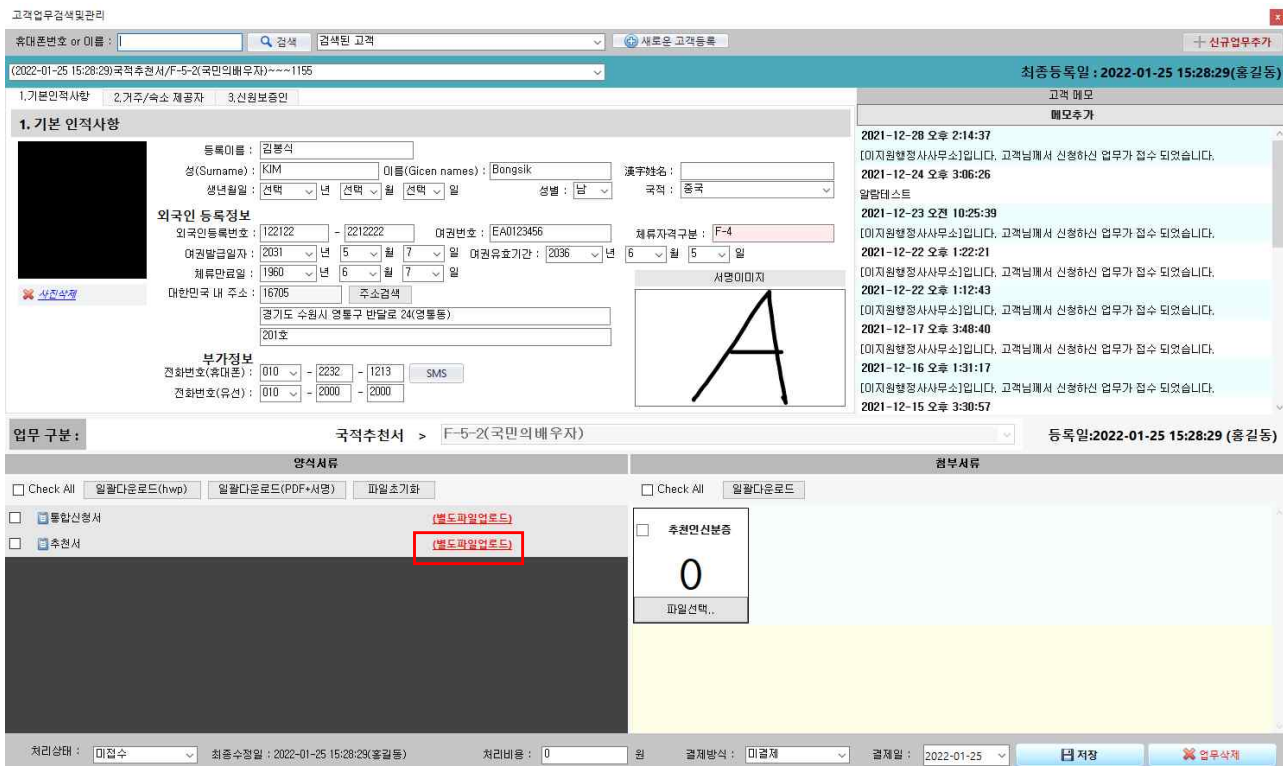 고객업무검색및관리
x
휴대폰번호 or 이름 : 검색 검색된 고객 새로운 고객등록 신규업무추가
(2022-01-25 15:28:29)국적추천서/F-5-2(국민의배우자)~~~1155 최종등록일 : 2022-01-25 15:28:29(홍길동)
1.기본인적사항 2.거주/숙소 제공자 3.신원보증인
1. 기본 인적사항
등록이름 : 김봉식
성(Surname) : KIM 이름(Gicen names) : Bongsik 漢字姓名 :
생년월일 : 선택 년 선택 월 선택 일 성별 : 남 국적 : 중국
외국인 등록정보
외국인등록번호 : 122122 - 2212222 여권번호 : EA0123456 체류자격구분 : F-4
여권발급일자 : 2031 년 5 월 7 일 여권유호기간 : 2036 년 6 월 5 일
체류만료일 : 1960 년 6 월 7 일
사진삭제
대한민국 내 주소 : 16705 주소검색
경기도 수원시 영통구 반달로 24(영통동)
201호
부가정보
전화번호(휴대폰) : 010 - 2232 - 1213 SMS
전화번호(유선) : 010 - 2000 - 2000
서명이미지
A
고객 메모
메모추가
2021-12-28 오후 2:14:37
[이지원행정사사무소]입니다. 고객님께서 신청하신 업무가 접수 되었습니다.
2021-12-24 오후 3:06:26
알람테스트
2021-12-23 오전 10:25:39
[이지원행정사사무소]입니다. 고객님께서 신청하신 업무가 접수 되었습니다.
2021-12-22 오후 1:22:21
[이지원행정사사무소]입니다. 고객님께서 신청하신 업무가 접수 되었습니다.
2021-12-22 오후 1:12:43
[이지원행정사사무소]입니다. 고객님께서 신청하신 업무가 접수 되었습니다.
2021-12-17 오후 3:48:40
[이지원행정사사무소]입니다. 고객님께서 신청하신 업무가 접수 되었습니다.
2021-12-16 오후 1:31:17
[이지원행정사사무소]입니다. 고객님께서 신청하신 업무가 접수 되었습니다.
2021-12-15 오후 3:30:57
업무 구분 : 국적추천서 > F-5-2(국민의배우자) 등록일:2022-01-25 15:28:29 (홍길동)
양식서류
Check All 일괄다운로드(hwp) 일괄다운로드(PDF+서명) 파일초기화
통합신청서 (별도파일업로드)
추천서 (별도파일업로드)
첨부서류
Check All 일괄다운로드
추천인신분증
0
파일선택..
처리상태 : 미접수 최종수정일 : 2022-01-25 15:28:29(홍길동) 처리비용 : 0 원 결제방식 : 미결제 결제일 : 2022-01-25 저장 업무삭제